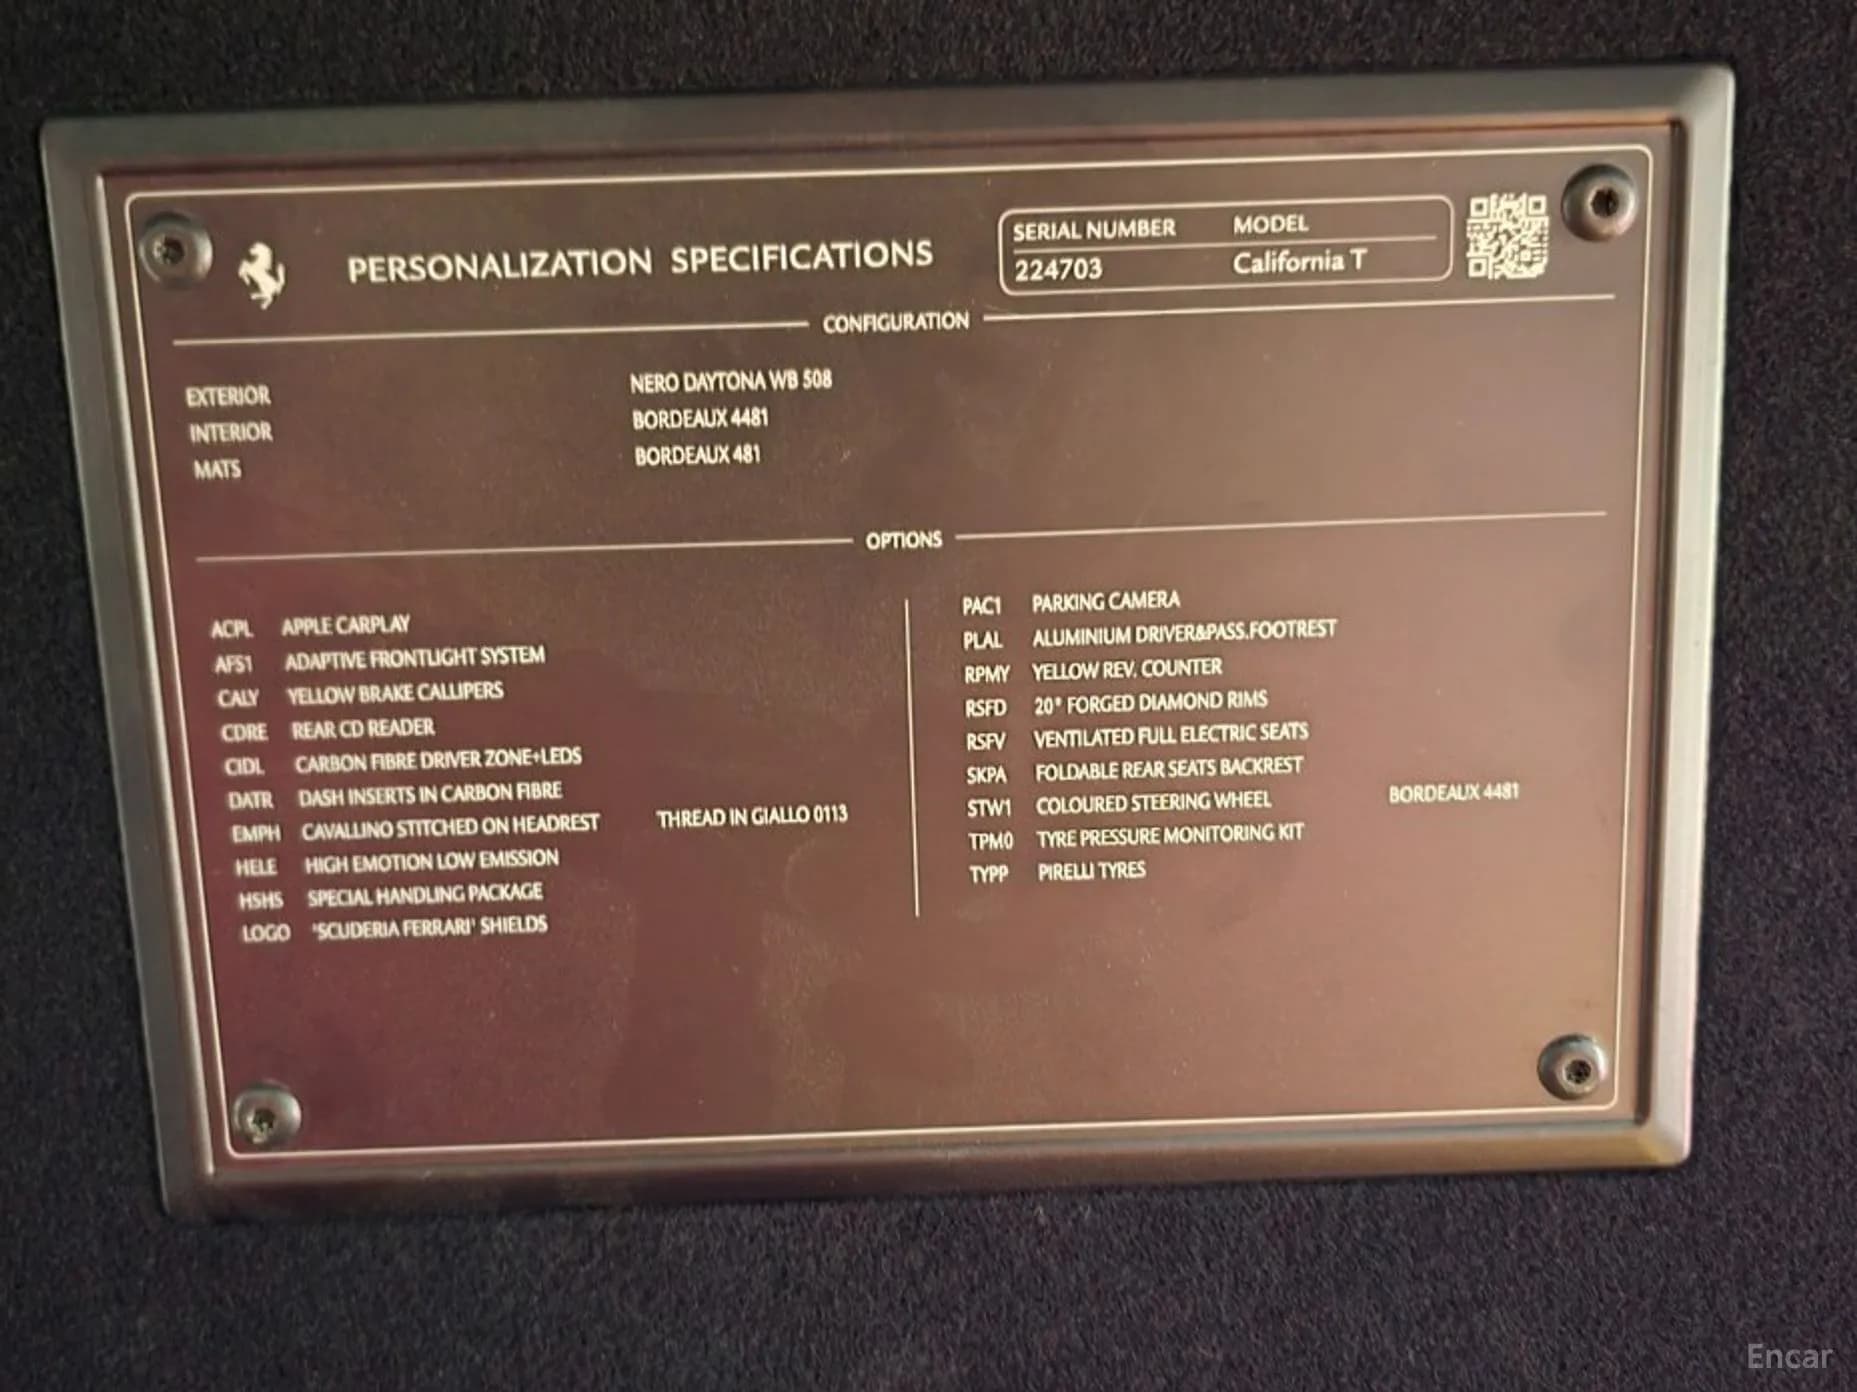 PERSONALIZATION SPECIFICATIONS
SERIAL NUMBER MODEL
224703 California T
CONFIGURATION
EXTERIOR NERO DAYTONA WB 508
INTERIOR BORDEAUX 4481
MATS BORDEAUX 481
OPTIONS
ACPL APPLE CARPLAY
AFS1 ADAPTIVE FRONTLIGHT SYSTEM
CALY YELLOW BRAKE CALLIPERS
CDRE REAR CD READER
CIDL CARBON FIBRE DRIVER ZONE+LEDS
DATR DASH INSERTS IN CARBON FIBRE
EMPH CAVALLINO STITCHED ON HEADREST THREAD IN GIALLO 0113
HELE HIGH EMOTION LOW EMISSION
HSHS SPECIAL HANDLING PACKAGE
LOGO 'SCUDERIA FERRARI' SHIELDS
PAC1 PARKING CAMERA
PLAL ALUMINIUM DRIVER&PASS.FOOTREST
RPMY YELLOW REV. COUNTER
RSFD 20" FORGED DIAMOND RIMS
RSFV VENTILATED FULL ELECTRIC SEATS
SKPA FOLDABLE REAR SEATS BACKREST
STW1 COLOURED STEERING WHEEL BORDEAUX 4481
TPM0 TYRE PRESSURE MONITORING KIT
TYPP PIRELLI TYRES
Encar